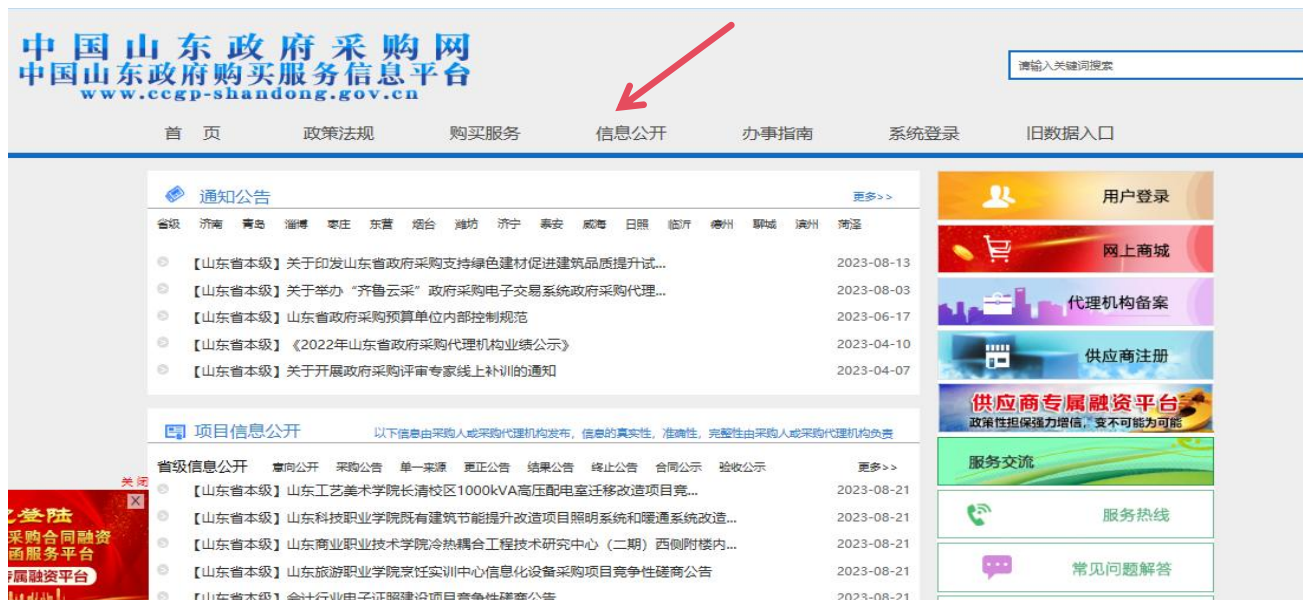 中国山东政府采购网
中国山东政府购买服务信息平台
www.ccgp-shandong.gov.cn
请输入关键词搜索
首 页 政策法规 购买服务 信息公开 办事指南 系统登录 旧数据入口
通知公告 更多>>
省级 济南 青岛 淄博 枣庄 东营 烟台 潍坊 济宁 泰安 威海 日照 临沂 德州 聊城 滨州 菏泽
【山东省本级】关于印发山东省政府采购支持绿色建材促进建筑品质提升试... 2023-08-13
【山东省本级】关于举办“齐鲁云采”政府采购电子交易系统政府采购代理... 2023-08-03
【山东省本级】山东省政府采购预算单位内部控制规范 2023-06-17
【山东省本级】《2022年山东省政府采购代理机构业绩公示》 2023-04-10
【山东省本级】关于开展政府采购评审专家线上补训的通知 2023-04-07
项目信息公开 以下信息由采购人或采购代理机构发布，信息的真实性，准确性，完整性由采购人或采购代理机构负责
省级信息公开 意向公开 采购公告 单一来源 更正公告 结果公告 终止公告 合同公示 验收公示 更多>>
【山东省本级】山东工艺美术学院长清校区1000kVA高压配电室迁移改造项目竞... 2023-08-21
【山东省本级】山东科技职业学院既有建筑节能提升改造项目照明系统和暖通系统改造... 2023-08-21
【山东省本级】山东商业职业技术学院冷热耦合工程技术研究中心（二期）西侧附楼内... 2023-08-21
【山东省本级】山东旅游职业学院烹饪实训中心信息化设备采购项目竞争性磋商公告 2023-08-21
【山东省本级】会计行业电子证照建设项目竞争性磋商公告 2023-08-21
用户登录
网上商城
代理机构备案
供应商注册
供应商专属融资平台
政策性担保强力增信，变不可能为可能
服务交流
服务热线
常见问题解答
关闭
登陆
采购合同融资
函服务平台
属融资平台